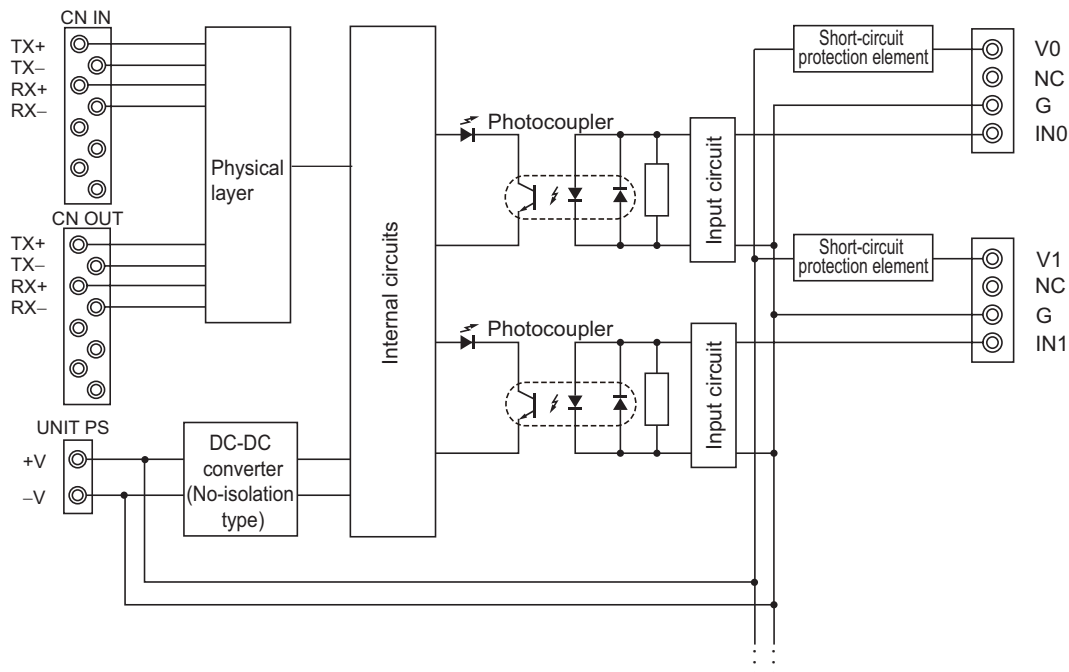 CN IN
TX+
TX−
RX+
RX−
CN OUT
TX+
TX−
RX+
RX−
UNIT PS
+V
−V
Physical
layer
DC-DC
converter
(No-isolation
type)
Internal circuits
Photocoupler
Input circuit
Photocoupler
Input circuit
Short-circuit
protection element
V0
NC
G
IN0
Short-circuit
protection element
V1
NC
G
IN1